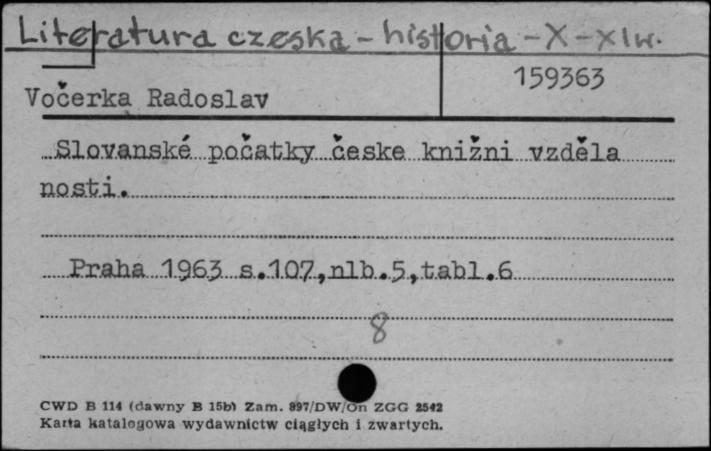 Literatura czeska - historia - X - XI w.
159363
Vočerka Radoslav
Slovanské počatky česke knižni vzděla
nosti.
Praha 1963 s.107,nlb.5,tabl.6
8
CWD B 114 (dawny B 15b) Zam. 897/DW/On ZGG 2542
Karta katalogowa wydawnictw ciągłych i zwartych.